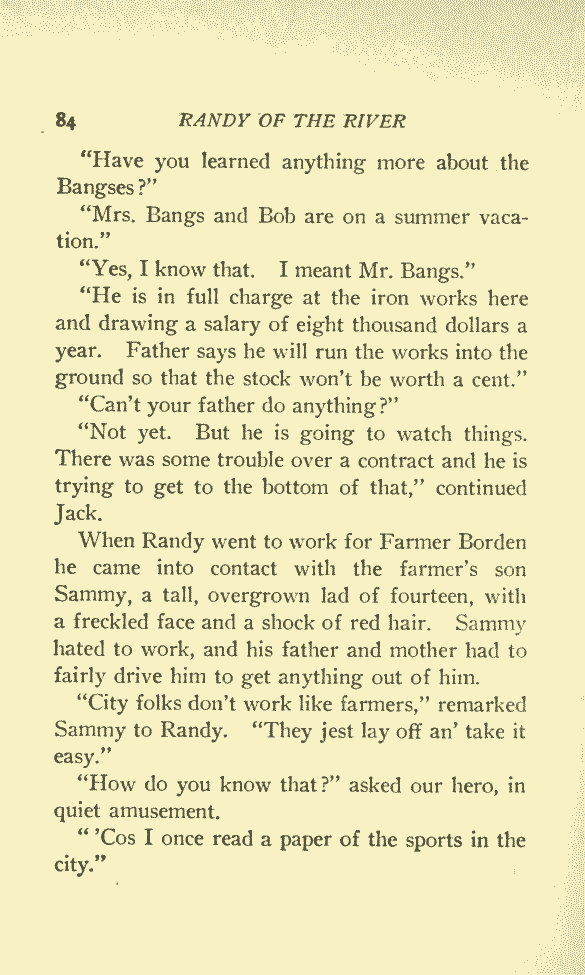 84 RANDY OF THE RIVER
“Have you learned anything more about the
Bangses?”
“Mrs. Bangs and Bob are on a summer vaca-
tion.”
“Yes, I know that. I meant Mr. Bangs.”
“He is in full charge at the iron works here
and drawing a salary of eight thousand dollars a
year. Father says he will run the works into the
ground so that the stock won’t be worth a cent.”
“Can’t your father do anything?”
“Not yet. But he is going to watch things.
There was some trouble over a contract and he is
trying to get to the bottom of that,” continued
Jack.
When Randy went to work for Farmer Borden
he came into contact with the farmer’s son
Sammy, a tall, overgrown lad of fourteen, with
a freckled face and a shock of red hair. Sammy
hated to work, and his father and mother had to
fairly drive him to get anything out of him.
“City folks don’t work like farmers,” remarked
Sammy to Randy. “They jest lay off an’ take it
easy.”
“How do you know that?” asked our hero, in
quiet amusement.
“ ’Cos I once read a paper of the sports in the
city.”